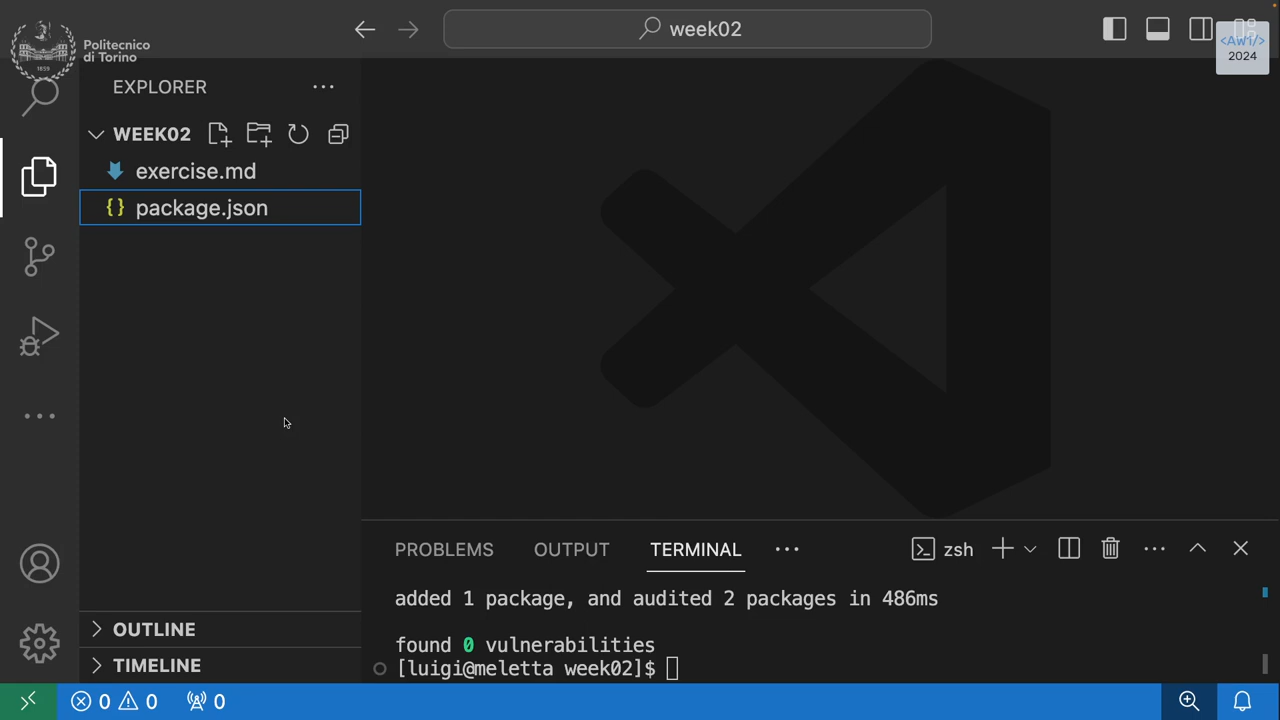 Politecnico
di Torino
1859
week02
<Aw1/>
2024
EXPLORER
WEEK02
exercise.md
{} package.json
OUTLINE
TIMELINE
PROBLEMS
OUTPUT
TERMINAL
zsh
added 1 package, and audited 2 packages in 486ms
found 0 vulnerabilities
[luigi@meletta week02]$
0
0
0